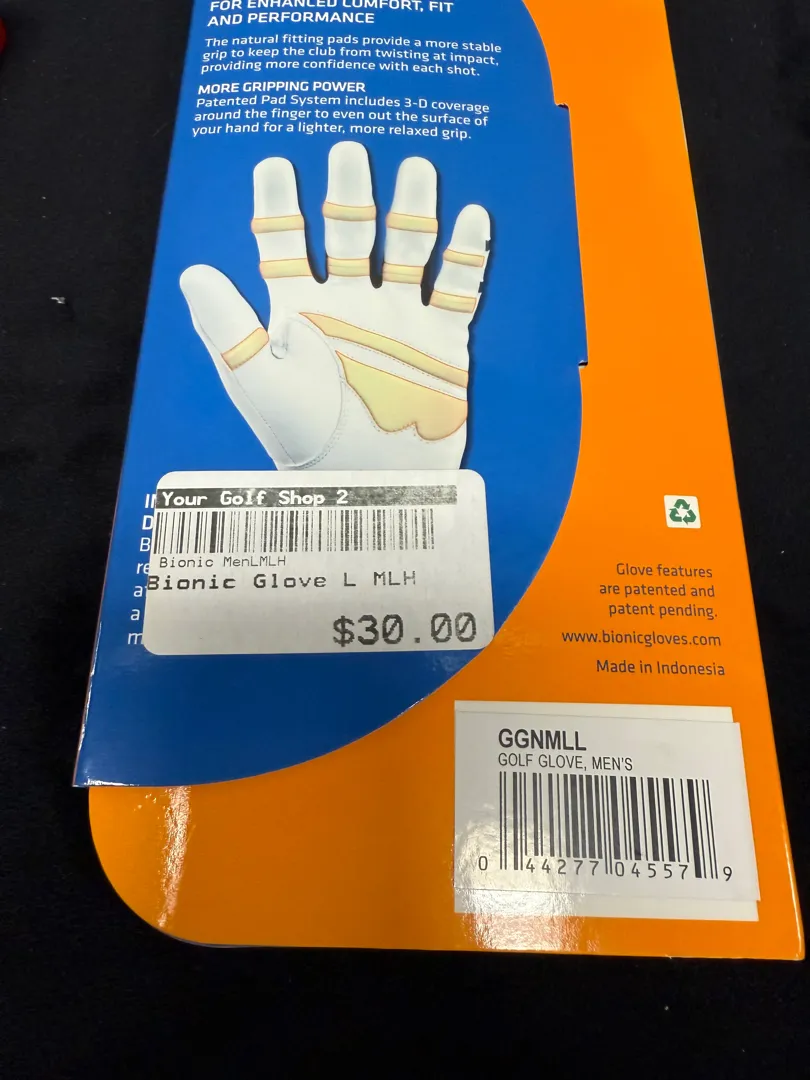 FOR ENHANCED COMFORT, FIT
AND PERFORMANCE
The natural fitting pads provide a more stable
grip to keep the club from twisting at impact,
providing more confidence with each shot.
MORE GRIPPING POWER
Patented Pad System includes 3-D coverage
around the finger to even out the surface of
your hand for a lighter, more relaxed grip.
Your Golf Shop 2
Bionic MenLMLH
Bionic Glove L MLH
$30.00
D
B
re
a
a
m
Glove features
are patented and
patent pending.
www.bionicgloves.com
Made in Indonesia
GGNMLL
GOLF GLOVE, MEN'S
0 44277 04557 9